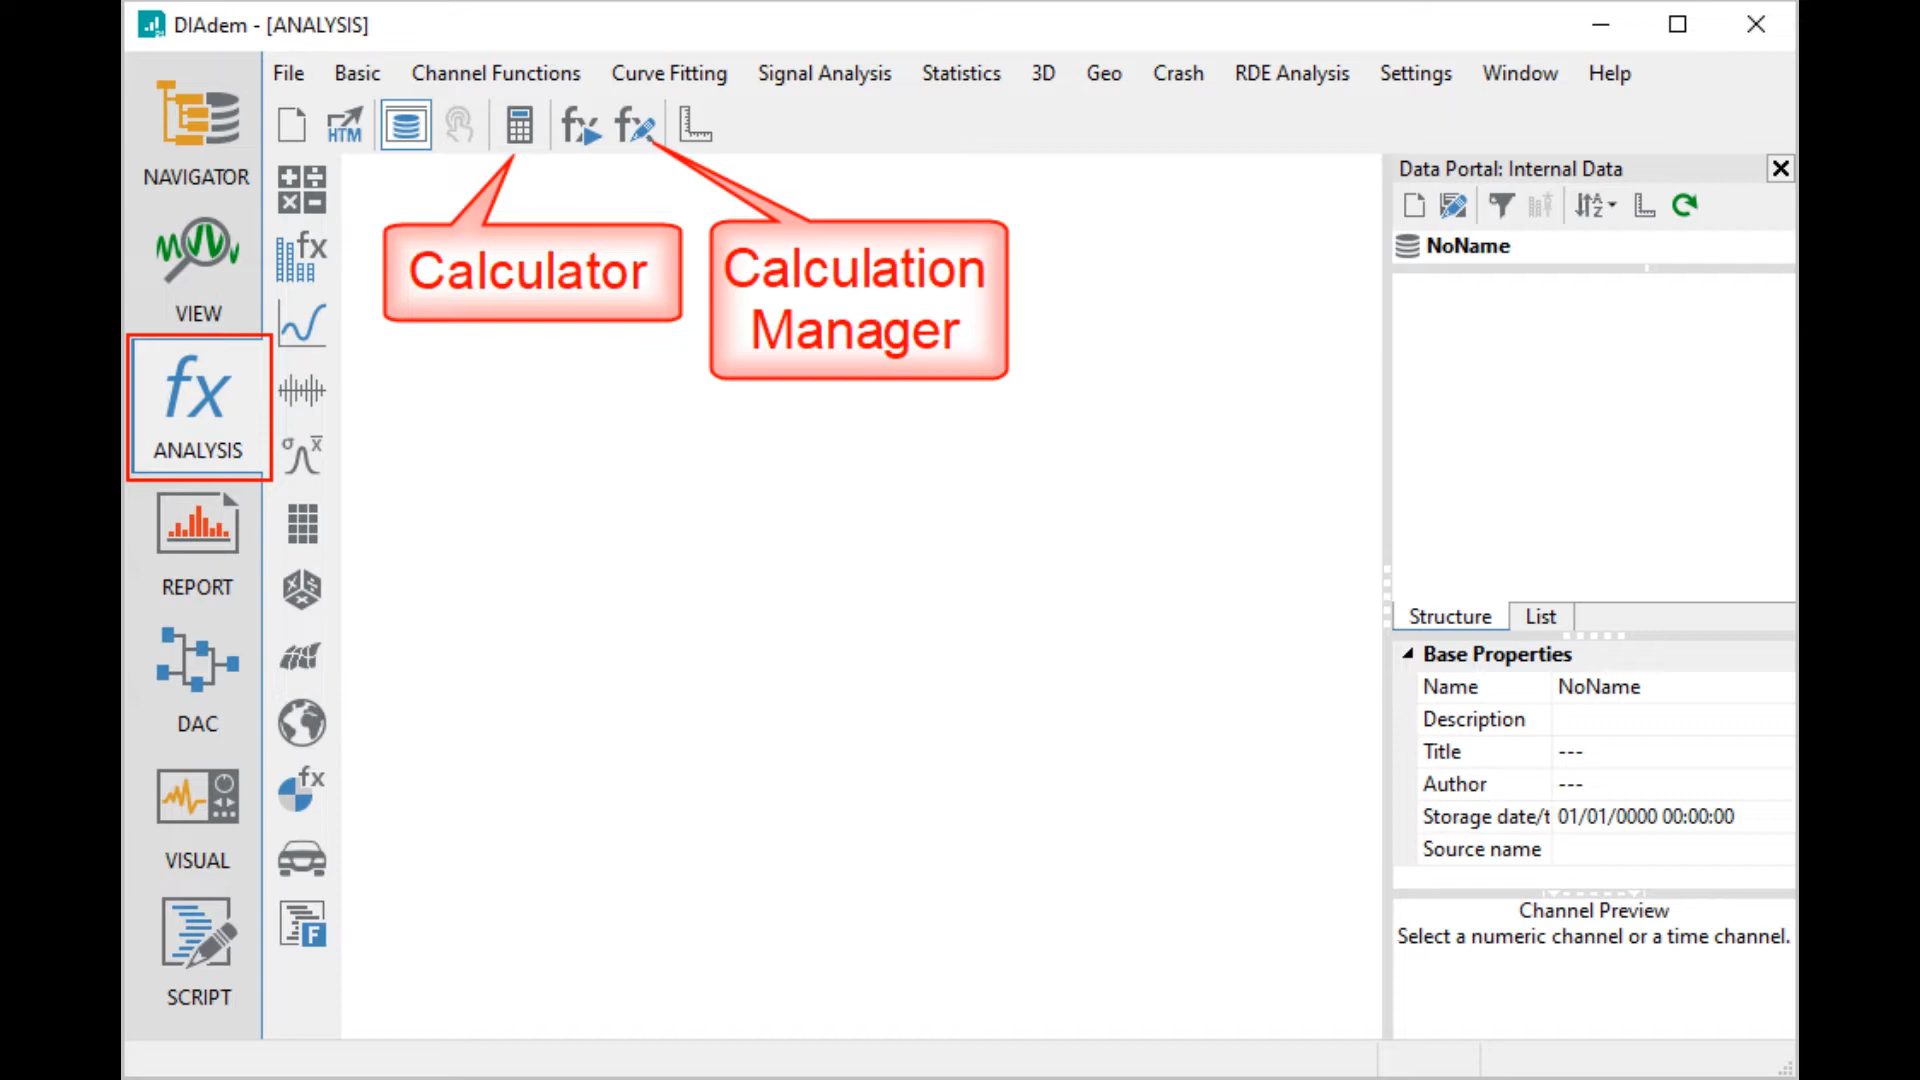 DIAdem - [ANALYSIS]
File Basic Channel Functions Curve Fitting Signal Analysis Statistics 3D Geo Crash RDE Analysis Settings Window Help
HTM
NAVIGATOR
VIEW
fx
ANALYSIS
REPORT
DAC
VISUAL
SCRIPT
Calculator
Calculation
Manager
Data Portal: Internal Data
NoName
Structure List
Base Properties
Name NoName
Description
Title ---
Author ---
Storage date/t 01/01/0000 00:00:00
Source name
Channel Preview
Select a numeric channel or a time channel.